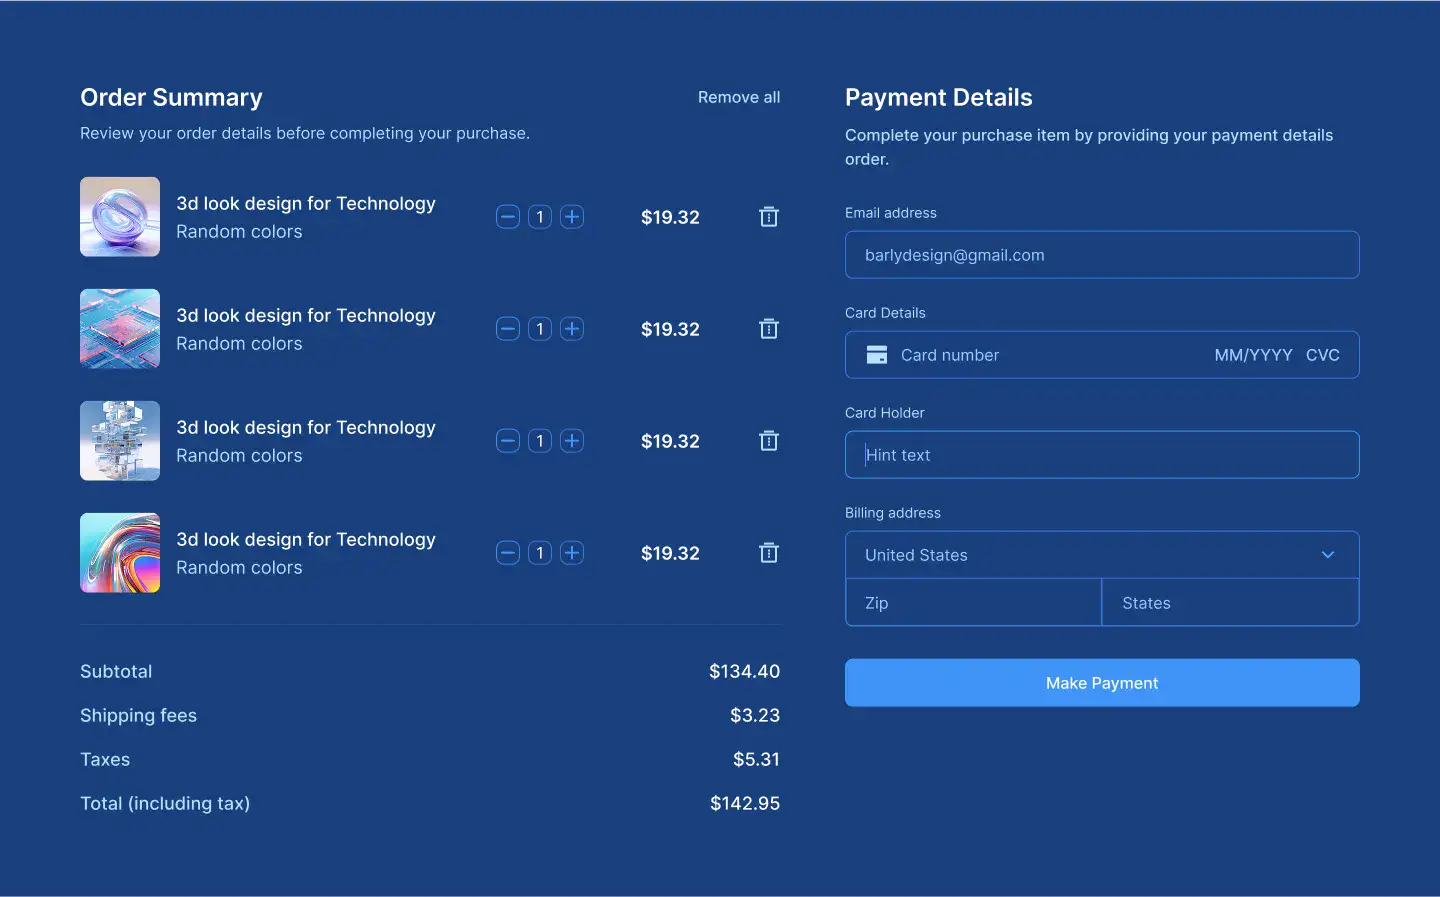 Order Summary
Remove all
Review your order details before completing your purchase.
3d look design for Technology
Random colors
1
$19.32
3d look design for Technology
Random colors
1
$19.32
3d look design for Technology
Random colors
1
$19.32
3d look design for Technology
Random colors
1
$19.32
Subtotal
$134.40
Shipping fees
$3.23
Taxes
$5.31
Total (including tax)
$142.95
Payment Details
Complete your purchase item by providing your payment details
order.
Email address
barlydesign@gmail.com
Card Details
Card number
MM/YYYY
CVC
Card Holder
Hint text
Billing address
United States
Zip
States
Make Payment